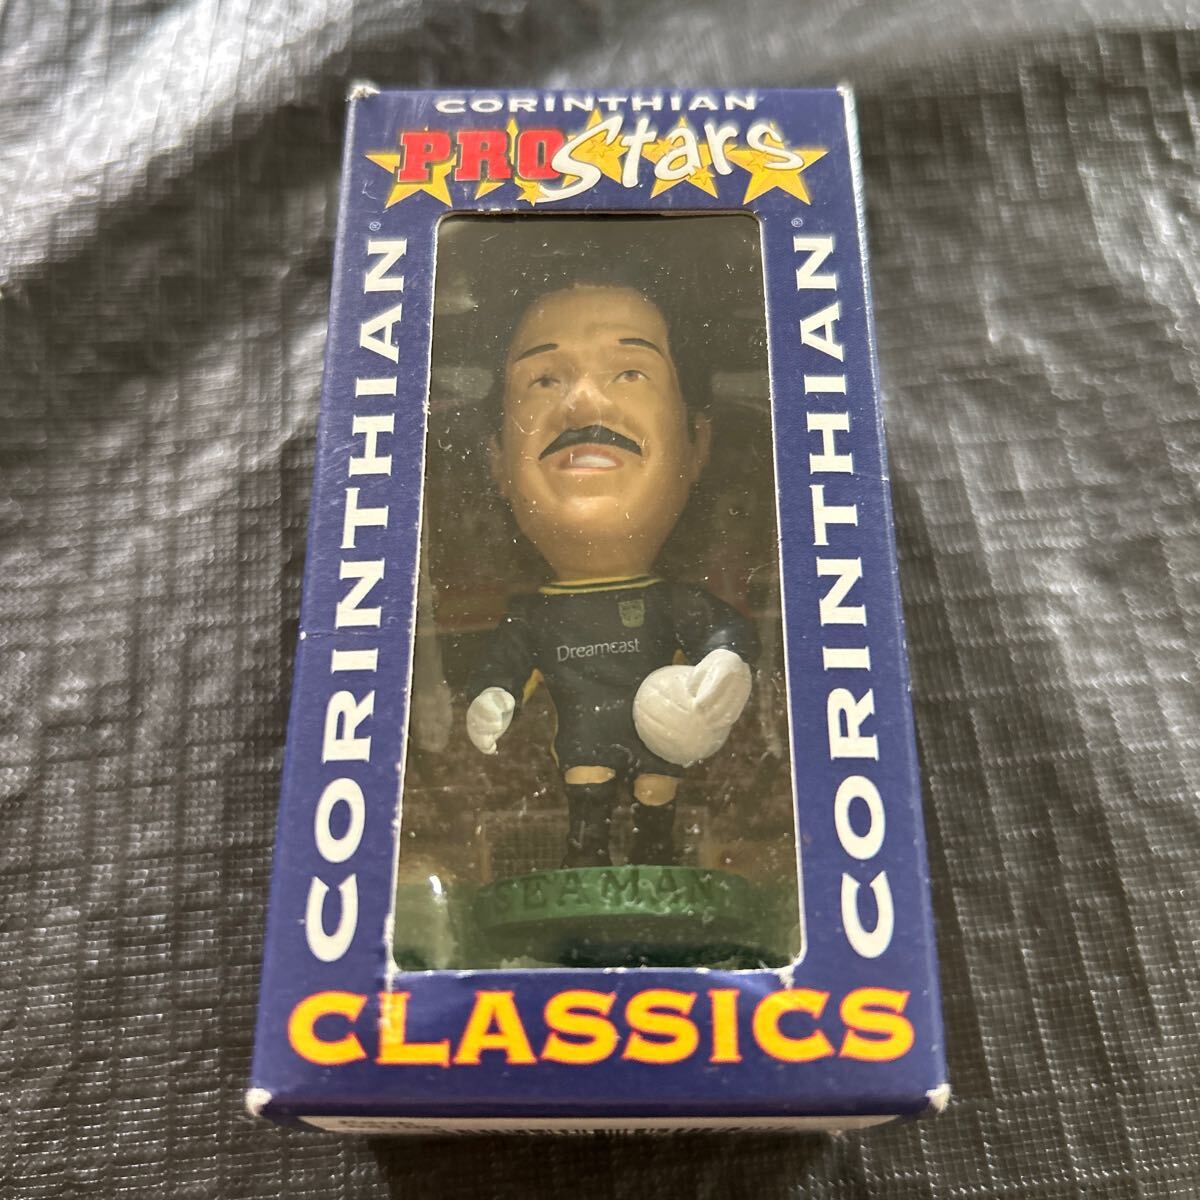 CORINTHIAN
PRO Stars
CORINTHIAN ®
CORINTHIAN ®
Dreamcast
SEAMAN
CLASSICS